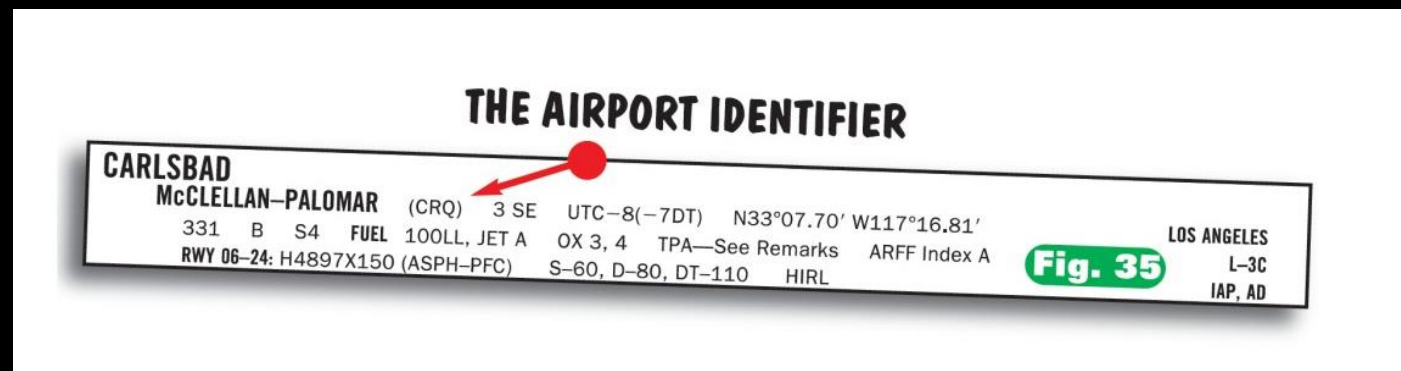 THE AIRPORT IDENTIFIER
CARLSBAD
McCLELLAN–PALOMAR (CRQ) 3 SE UTC–8(–7DT) N33°07.70′ W117°16.81′
331 B S4 FUEL 100LL, JET A OX 3, 4 TPA—See Remarks ARFF Index A
RWY 06–24: H4897X150 (ASPH–PFC) S–60, D–80, DT–110 HIRL
Fig. 35
LOS ANGELES
L–3C
IAP, AD